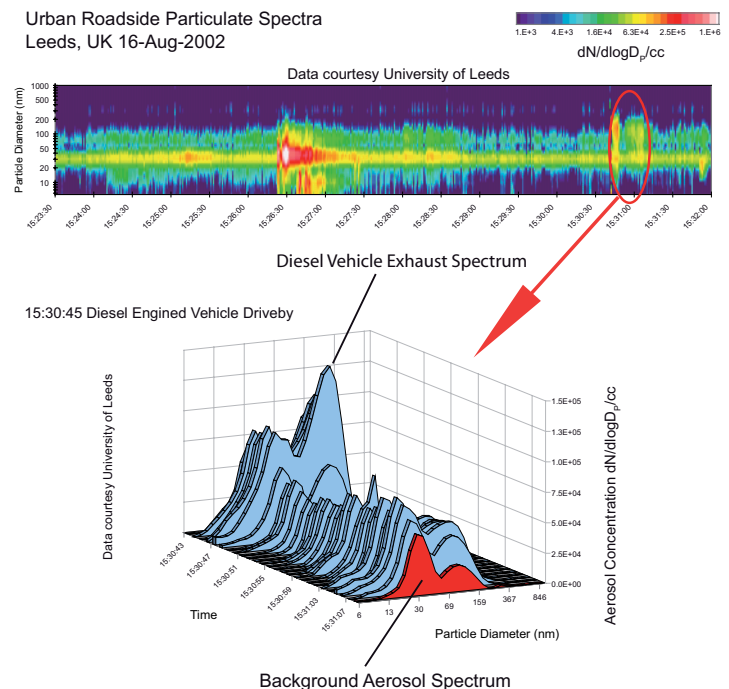 Urban Roadside Particulate Spectra
Leeds, UK 16-Aug-2002
1.E+3 4.E+3 1.6E+4 6.3E+4 2.5E+5 1.E+6
dN/dlogDₚ/cc
Data courtesy University of Leeds
Particle Diameter (nm)
1000
500
200
100
50
20
10
15:23:30 15:24:00 15:24:30 15:25:00 15:25:30 15:26:00 15:26:30 15:27:00 15:27:30 15:28:00 15:28:30 15:29:00 15:29:30 15:30:00 15:30:30 15:31:00 15:31:30 15:32:00
Diesel Vehicle Exhaust Spectrum
15:30:45 Diesel Engined Vehicle Driveby
Data courtesy University of Leeds
1.5E+05
1.3E+05
1.0E+05
7.5E+04
5.0E+04
2.5E+04
0.0E+00
Aerosol Concentration dN/dlogDₚ/cc
15:30:43 15:30:47 15:30:51 15:30:55 15:30:59 15:31:03 15:31:07
Time
6 13 30 69 159 367 846
Particle Diameter (nm)
Background Aerosol Spectrum